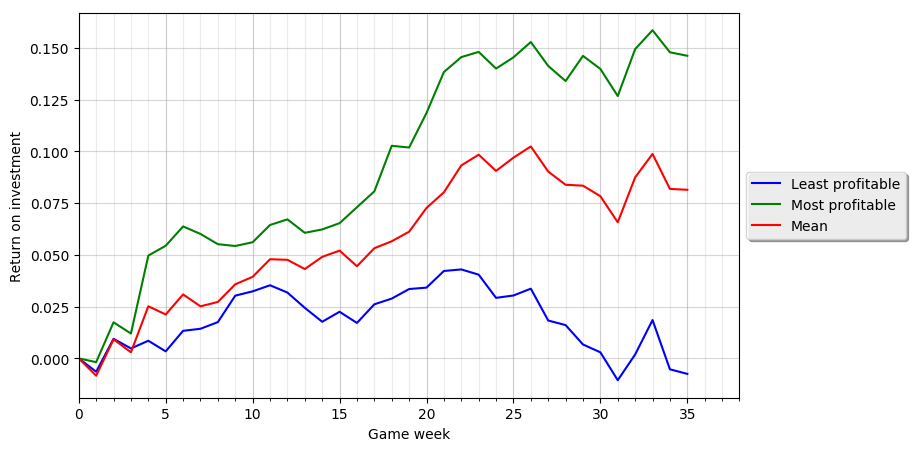 0.150
0.125
0.100
0.075
0.050
0.025
0.000
Return on investment
0 5 10 15 20 25 30 35
Game week
Least profitable
Most profitable
Mean